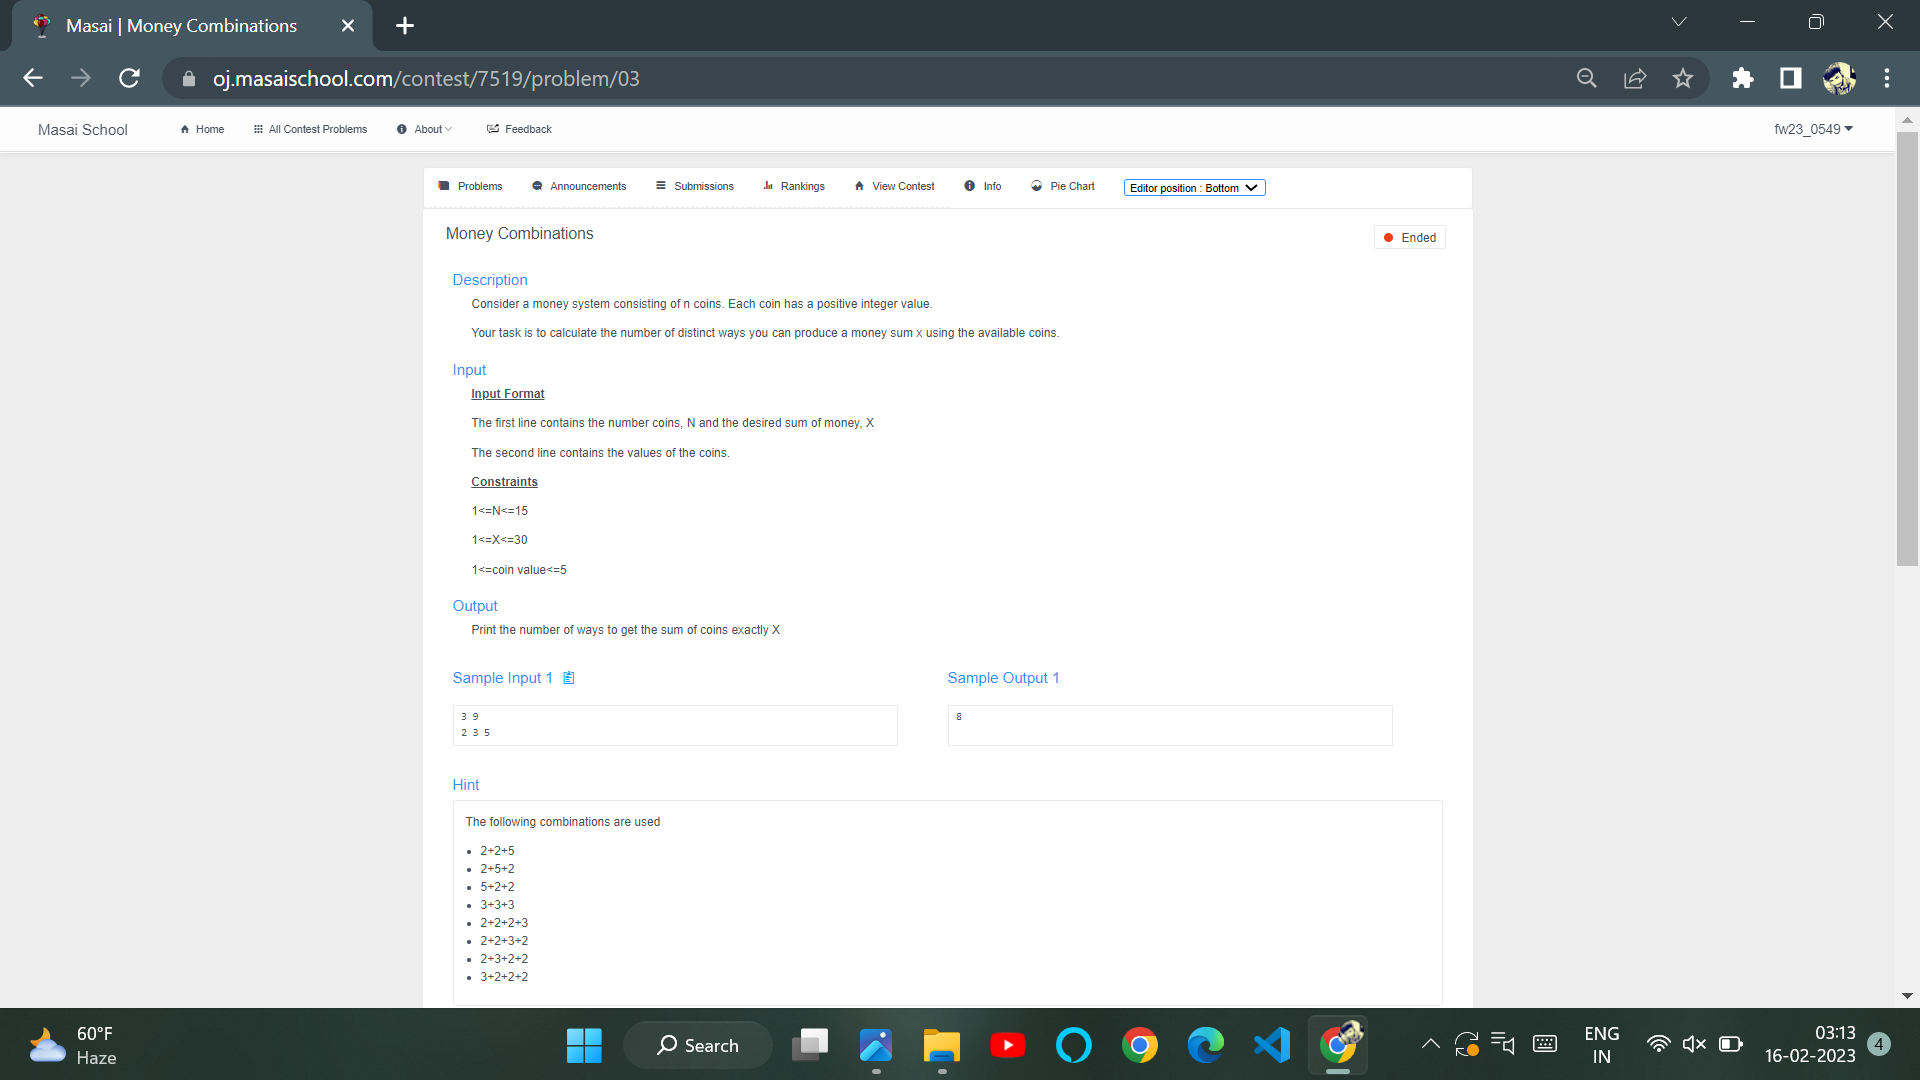 Masai | Money Combinations
oj.masaischool.com/contest/7519/problem/03
Masai School Home All Contest Problems About Feedback fw23_0549
Problems Announcements Submissions Rankings View Contest Info Pie Chart Editor position : Bottom
Money Combinations
Ended
Description
Consider a money system consisting of n coins. Each coin has a positive integer value.
Your task is to calculate the number of distinct ways you can produce a money sum x using the available coins.
Input
Input Format
The first line contains the number coins, N and the desired sum of money, X
The second line contains the values of the coins.
Constraints
1<=N<=15
1<=X<=30
1<=coin value<=5
Output
Print the number of ways to get the sum of coins exactly X
Sample Input 1
3 9
2 3 5
Sample Output 1
8
Hint
The following combinations are used
2+2+5
2+5+2
5+2+2
3+3+3
2+2+2+3
2+2+3+2
2+3+2+2
3+2+2+2
60°F
Haze
Search
ENG
IN
03:13
16-02-2023
4